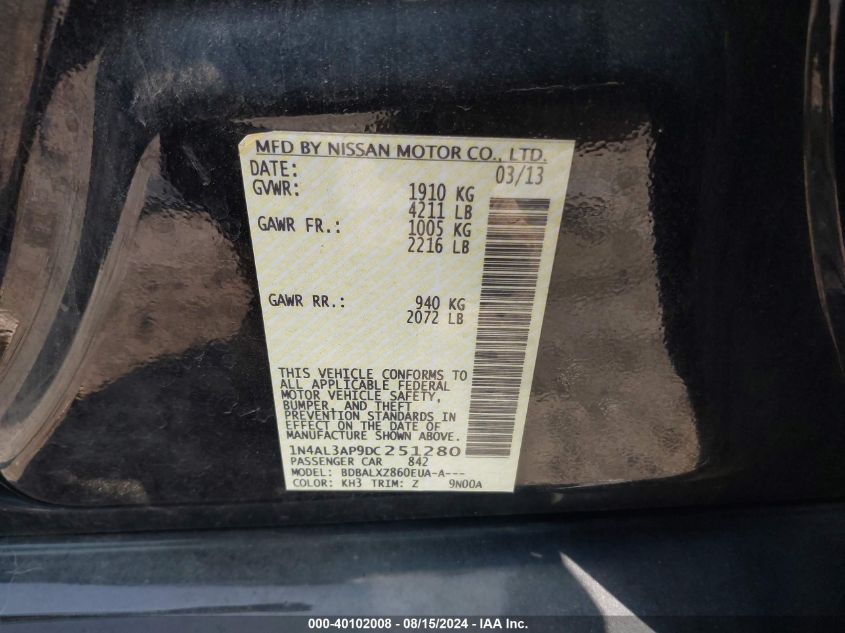 MFD BY NISSAN MOTOR CO., LTD.
DATE: 03/13
GVWR: 1910 KG
4211 LB
GAWR FR.: 1005 KG
2216 LB
GAWR RR.: 940 KG
2072 LB
THIS VEHICLE CONFORMS TO
ALL APPLICABLE FEDERAL
MOTOR VEHICLE SAFETY,
BUMPER, AND THEFT
PREVENTION STANDARDS IN
EFFECT ON THE DATE OF
MANUFACTURE SHOWN ABOVE.
1N4AL3AP9DC251280
PASSENGER CAR 842
MODEL: BDBALXZ860EUA-A---
COLOR: KH3 TRIM: Z 9N00A
000-40102008 - 08/15/2024 - IAA Inc.